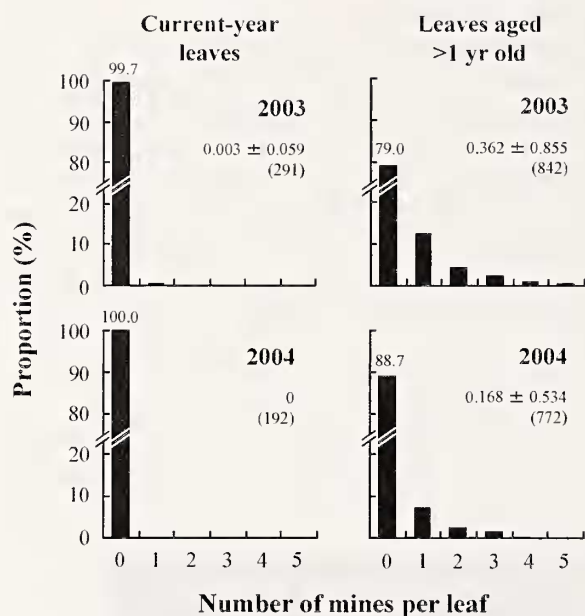 Current-year
leaves
Leaves aged
>1 yr old
Proportion (%)
99.7
2003
0.003 ± 0.059
(291)
100
90
80
20
10
0
79.0
2003
0.362 ± 0.855
(842)
100.0
2004
0
(192)
100
90
80
20
10
0
0 1 2 3 4 5
88.7
2004
0.168 ± 0.534
(772)
0 1 2 3 4 5
Number of mines per leaf